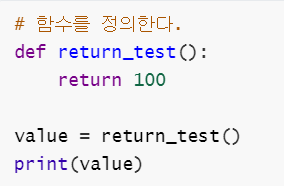 # 함수를 정의한다.
def return_test():
    return 100

value = return_test()
print(value)